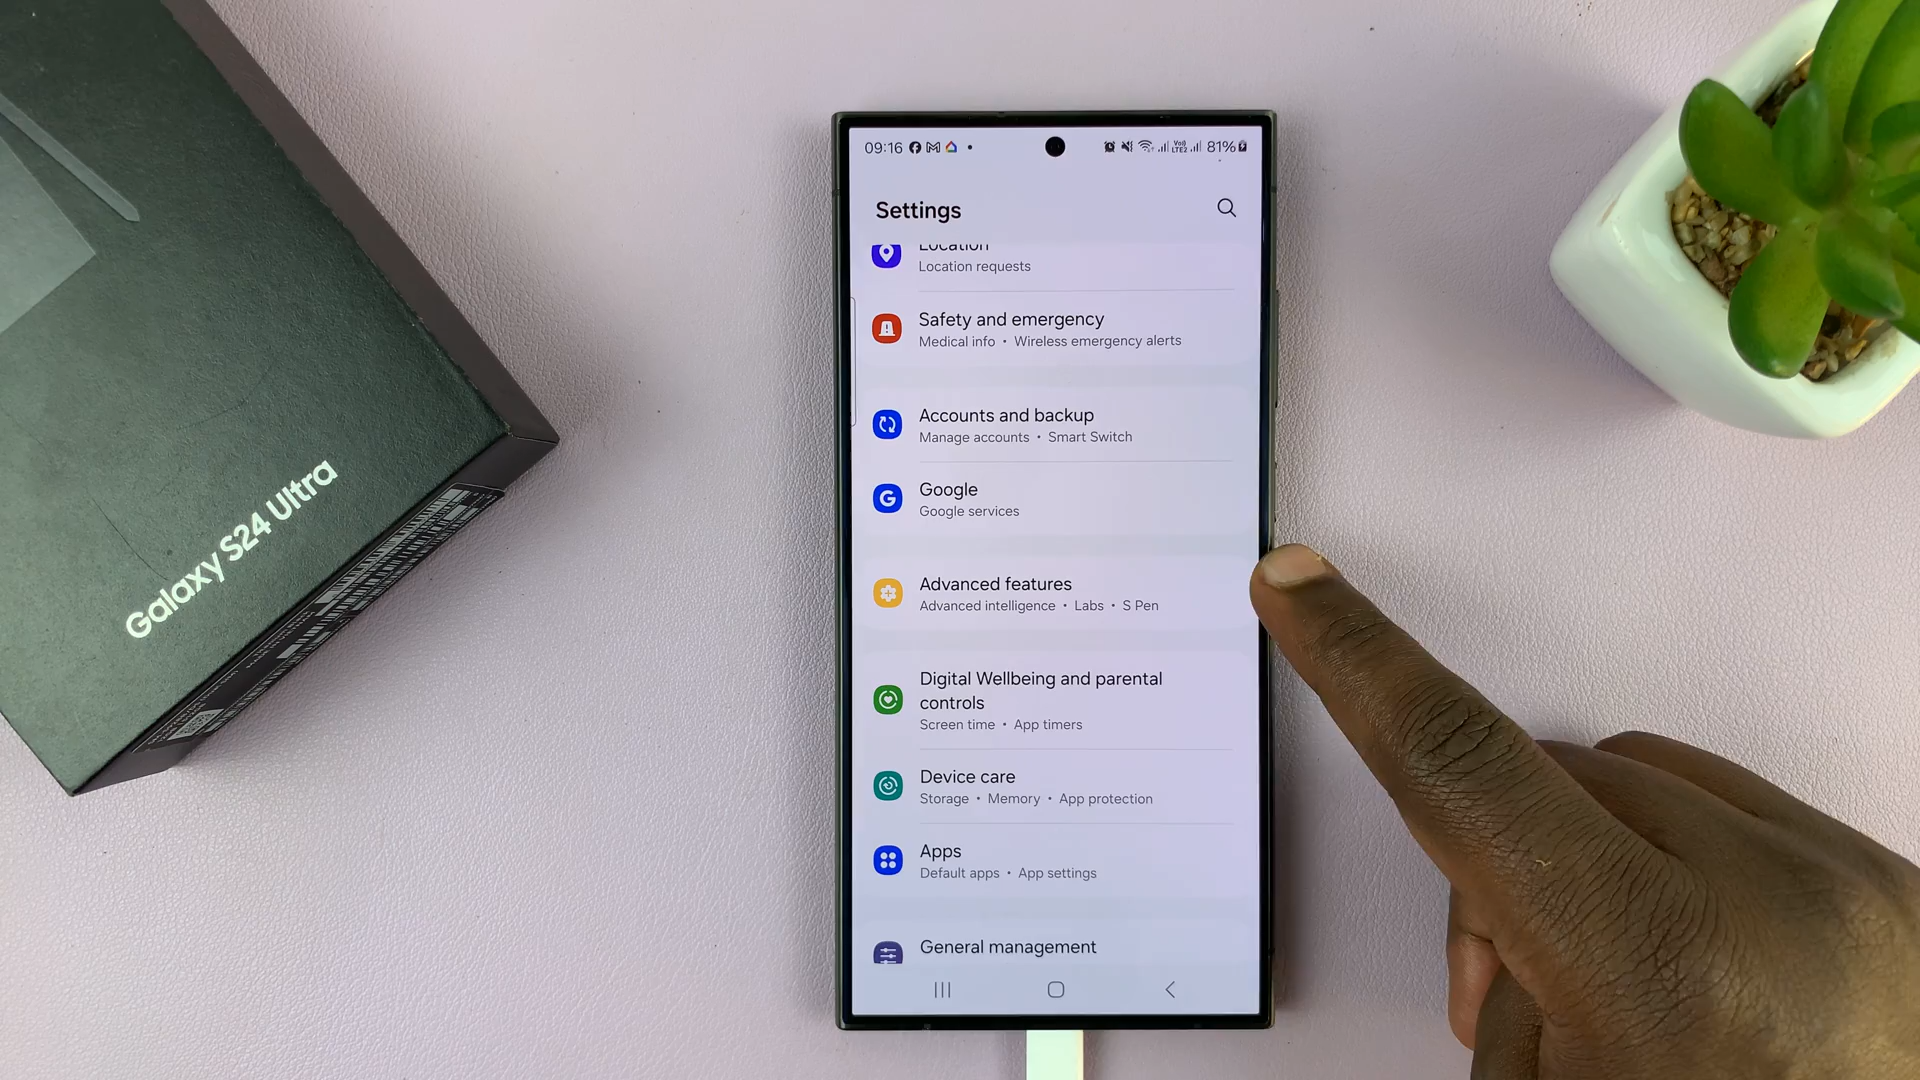 Galaxy S24 Ultra
09:16
81%
Settings
Location
Location requests
Safety and emergency
Medical info • Wireless emergency alerts
Accounts and backup
Manage accounts • Smart Switch
Google
Google services
Advanced features
Advanced intelligence • Labs • S Pen
Digital Wellbeing and parental
controls
Screen time • App timers
Device care
Storage • Memory • App protection
Apps
Default apps • App settings
General management